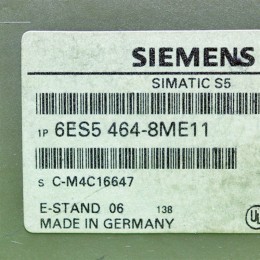 SIEMENS
SIMATIC S5
1P 6ES5 464-8ME11
S C-M4C16647
E-STAND 06 138
MADE IN GERMANY